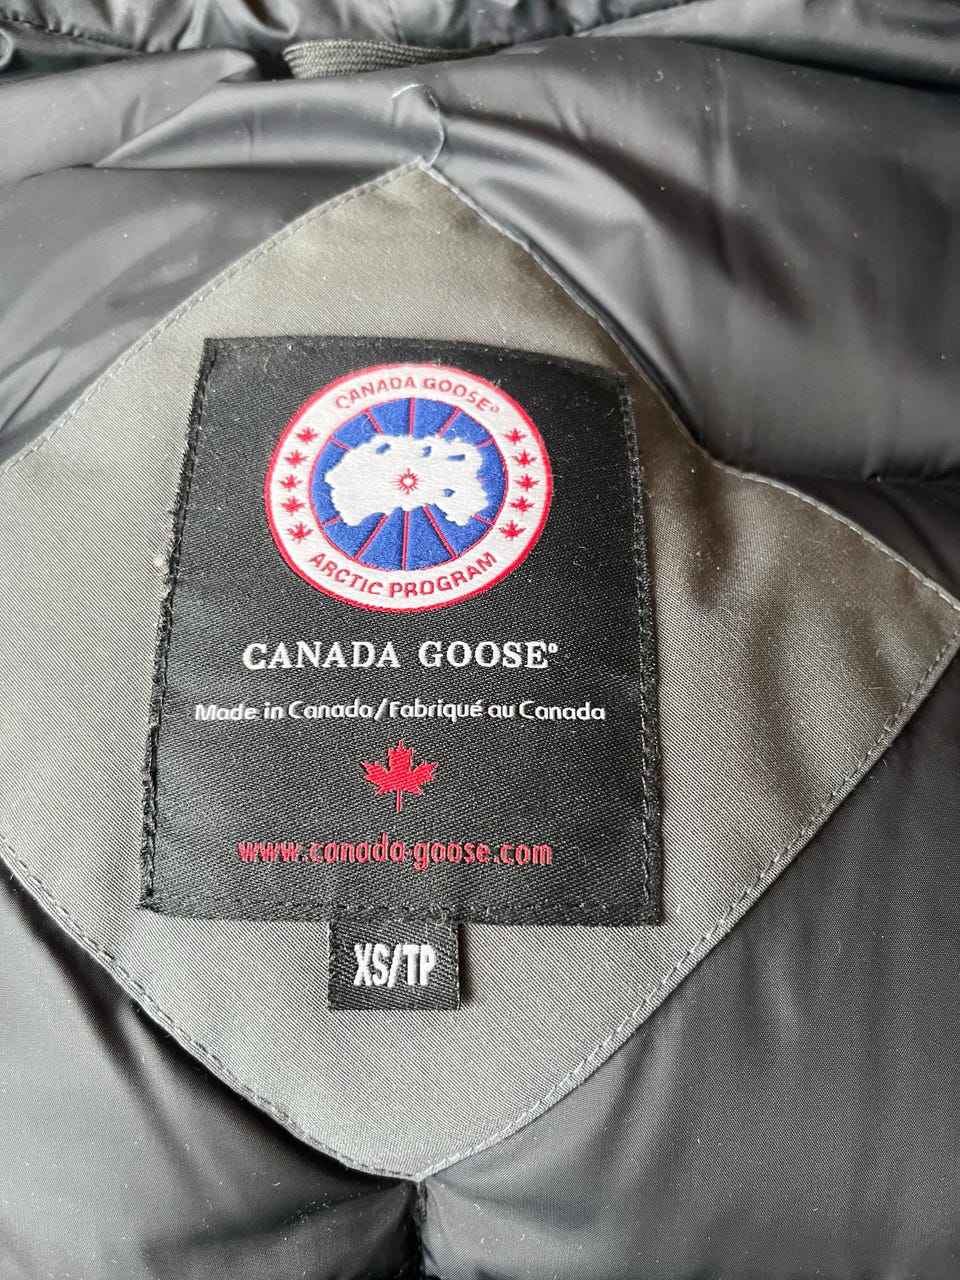 CANADA GOOSE®
ARCTIC PROGRAM
CANADA GOOSE®
Made in Canada/Fabriqué au Canada
www.canada-goose.com
XS/TP